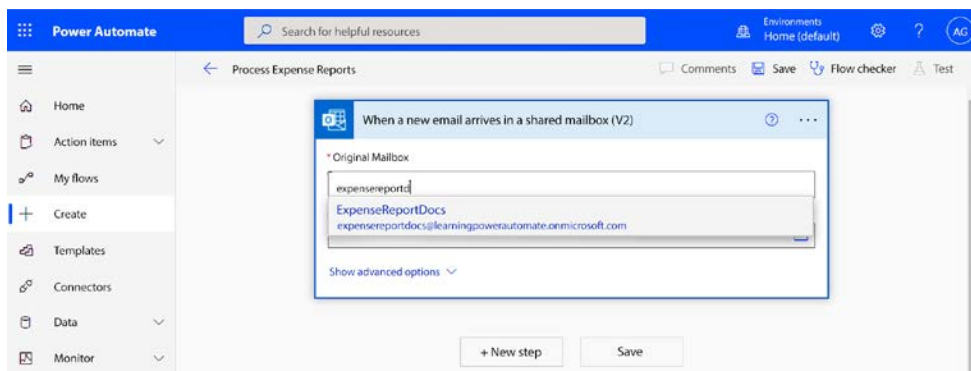 Power Automate
Search for helpful resources
Environments
Home (default)
?
AG
Process Expense Reports
Comments
Save
Flow checker
Test
Home
Action items
My flows
Create
Templates
Connectors
Data
Monitor
When a new email arrives in a shared mailbox (V2)
?
...
* Original Mailbox
expensereportd
ExpenseReportDocs
expensereportdocs@learningpowerautomate.onmicrosoft.com
Show advanced options
+ New step
Save